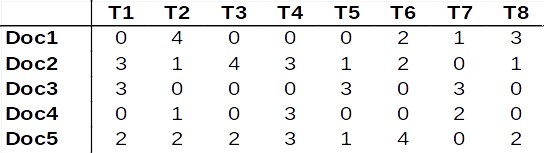 T1 T2 T3 T4 T5 T6 T7 T8
Doc1 0 4 0 0 0 2 1 3
Doc2 3 1 4 3 1 2 0 1
Doc3 3 0 0 0 3 0 3 0
Doc4 0 1 0 3 0 0 2 0
Doc5 2 2 2 3 1 4 0 2